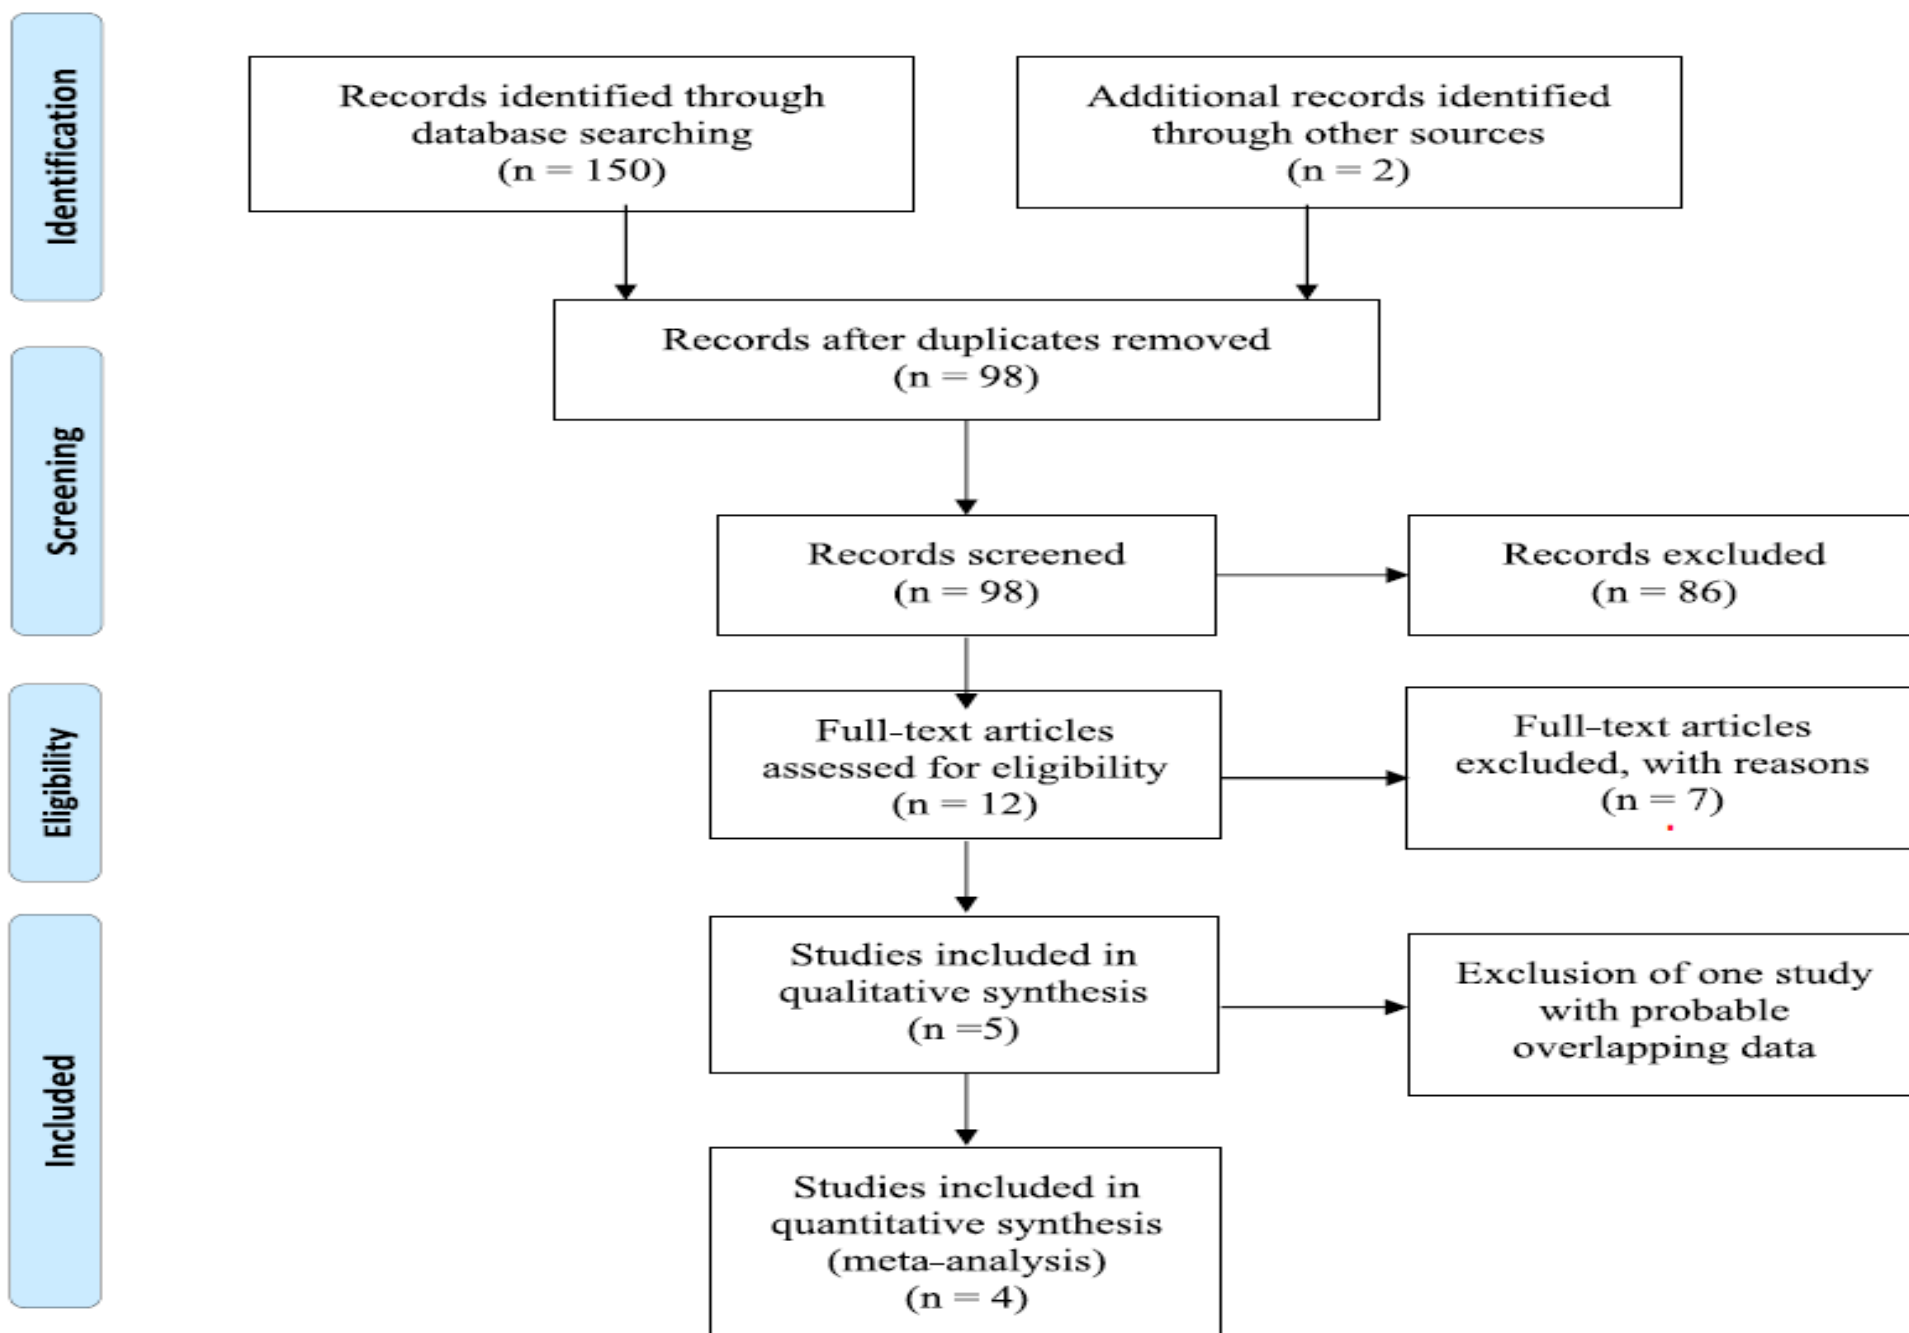 Identification
Records identified through
database searching
(n = 150)
Additional records identified
through other sources
(n = 2)
Records after duplicates removed
(n = 98)
Screening
Records screened
(n = 98)
Records excluded
(n = 86)
Eligibility
Full-text articles
assessed for eligibility
(n = 12)
Full-text articles
excluded, with reasons
(n = 7)
Included
Studies included in
qualitative synthesis
(n =5)
Exclusion of one study
with probable
overlapping data
Studies included in
quantitative synthesis
(meta-analysis)
(n = 4)